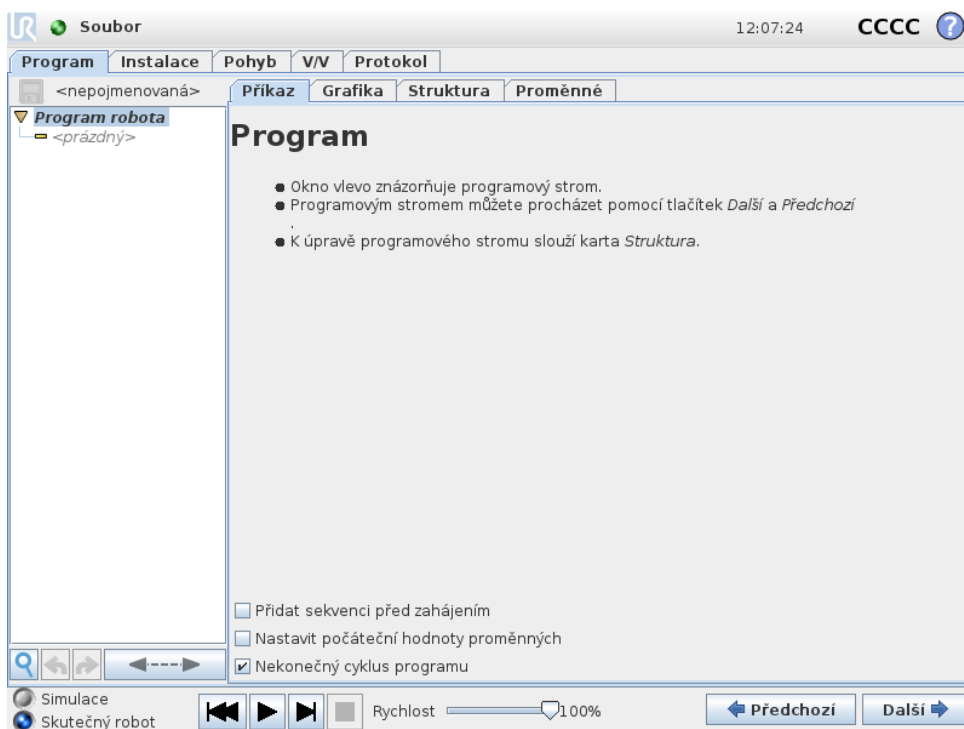 UR Soubor 12:07:24 CCCC ?
Program Instalace Pohyb V/V Protokol
<nepojmenovaná> Příkaz Grafika Struktura Proměnné
Program robota
<prázdný>
Program
Okno vlevo znázorňuje programový strom.
Programovým stromem můžete procházet pomocí tlačítek Další a Předchozí
.
K úpravě programového stromu slouží karta Struktura.
Přidat sekvenci před zahájením
Nastavit počáteční hodnoty proměnných
Nekonečný cyklus programu
Simulace
Skutečný robot
Rychlost 100%
Předchozí Další